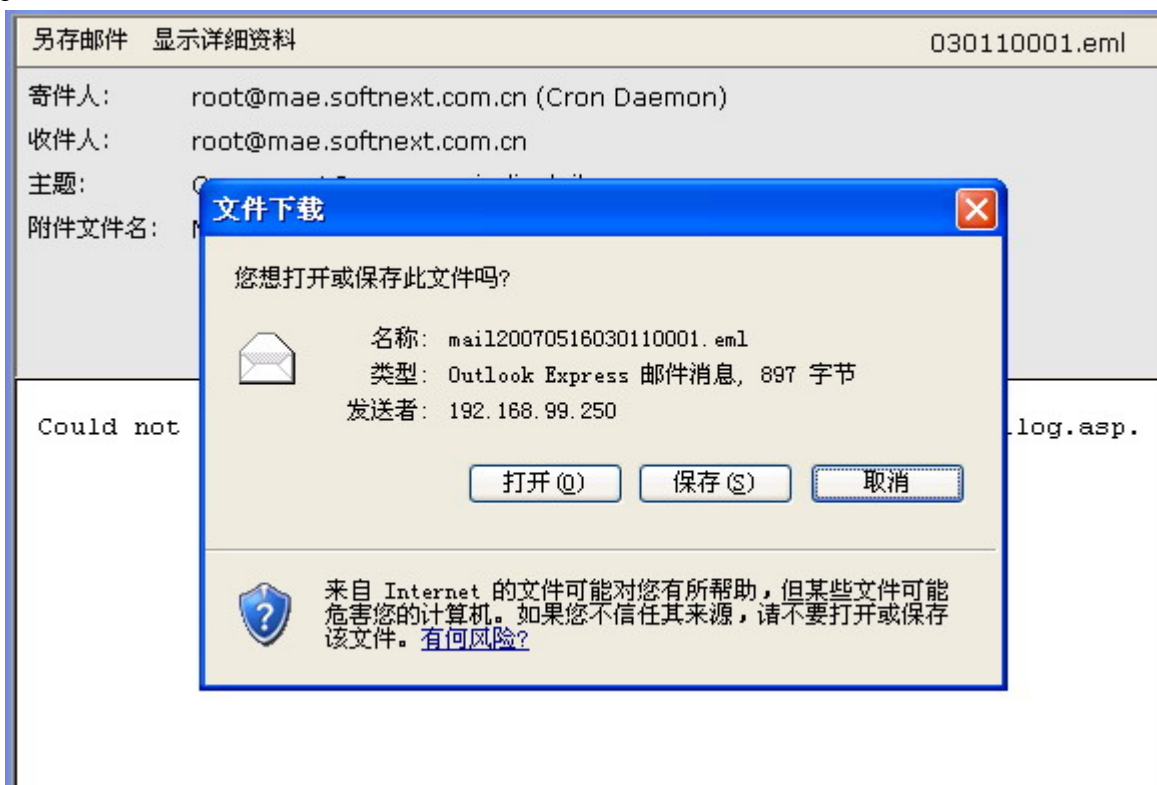 另存邮件 显示详细资料 030110001.eml
寄件人: root@mae.softnext.com.cn (Cron Daemon)
收件人: root@mae.softnext.com.cn
主题:
附件文件名:
文件下载
您想打开或保存此文件吗?
名称: mail20070516030110001.eml
类型: Outlook Express 邮件消息, 897 字节
发送者: 192.168.99.250
Could not log.asp.
打开(O) 保存(S) 取消
来自 Internet 的文件可能对您有所帮助，但某些文件可能
危害您的计算机。如果您不信任其来源，请不要打开或保存
该文件。有何风险?